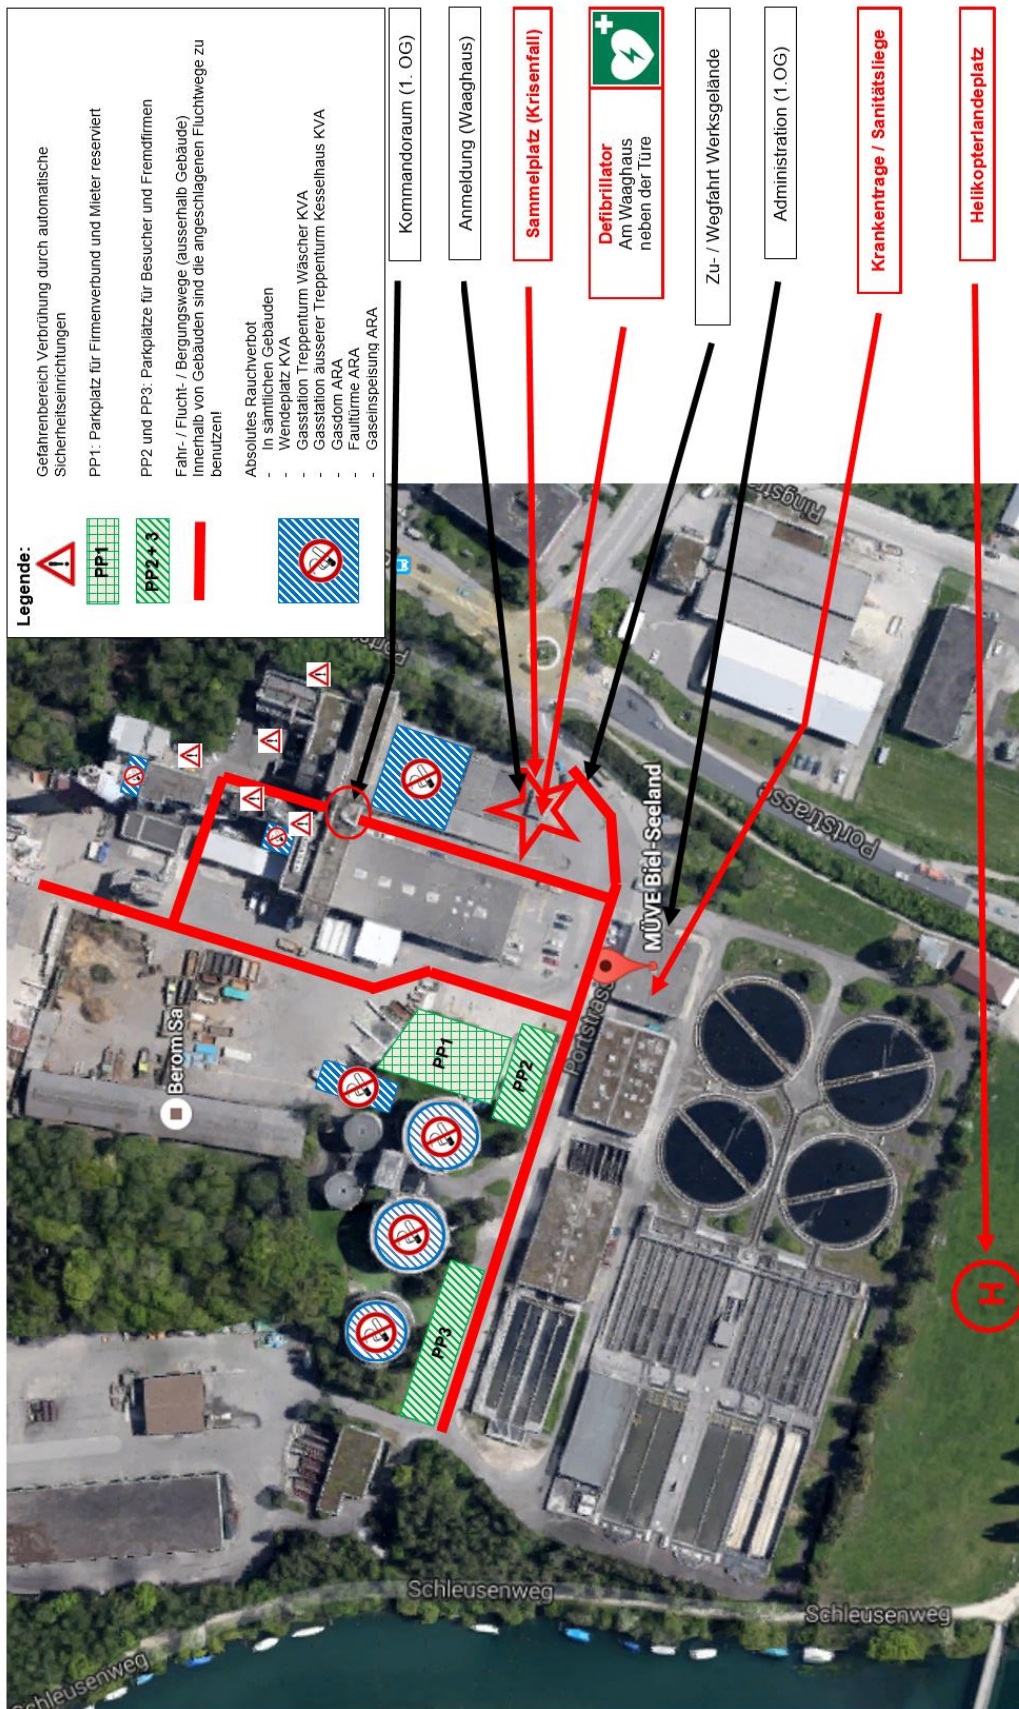 Legende:
Gefahrenbereich Verbrühung durch automatische
Sicherheitseinrichtungen
PP1
PP1: Parkplatz für Firmenverbund und Mieter reserviert
PP2+3
PP2 und PP3: Parkplätze für Besucher und Fremdfirmen
Fahr- / Flucht- / Bergungswege (ausserhalb Gebäude)
Innerhalb von Gebäuden sind die angeschlagenen Fluchtwege zu
benutzen!
Absolutes Rauchverbot
- In sämtlichen Gebäuden
- Wendeplatz KVA
- Gasstation Treppenturm Wäscher KVA
- Gasstation äusserer Treppenturm Kesselhaus KVA
- Gasdom ARA
- Faultürme ARA
- Gaseinspeisung ARA
Kommandoraum (1. OG)
Anmeldung (Waaghaus)
Sammelplatz (Krisenfall)
Defibrillator
Am Waaghaus
neben der Türe
Zu- / Wegfahrt Werksgelände
Administration (1.OG)
Krankentrage / Sanitätsliege
Helikopterlandeplatz
Berom Sa
PP1
PP2
PP3
Portstrasse
MÜVE Biel-Seeland
Portstrasse
Schleusenweg
Schleusenweg
Schleusenweg
H